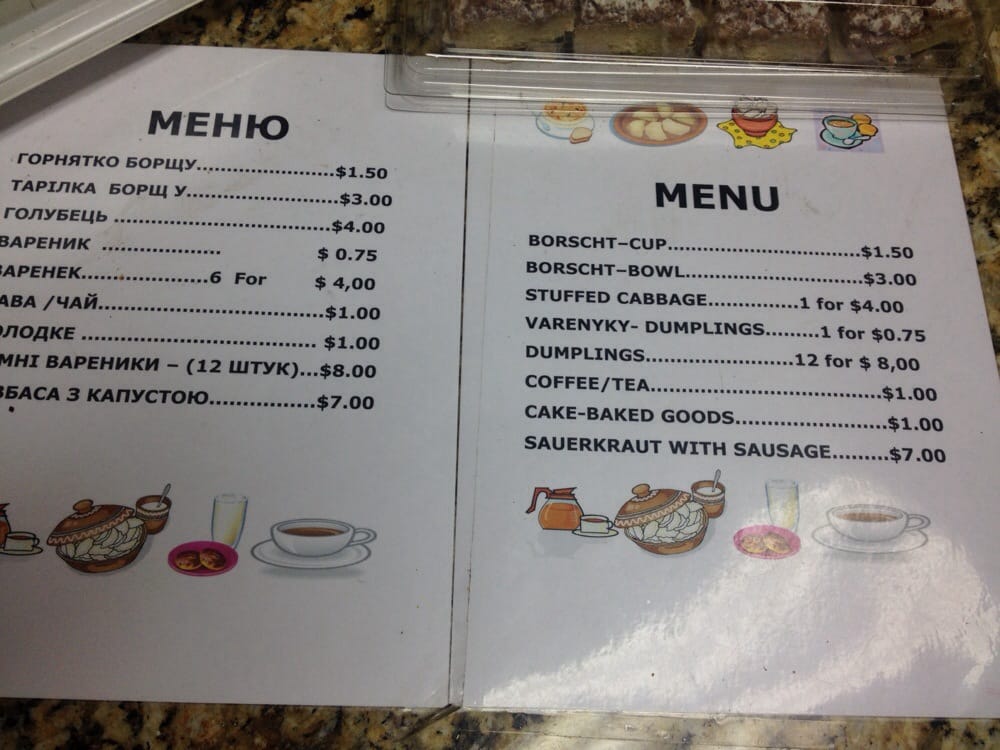 МЕНЮ
ГОРНЯТКО БОРЩУ....................$1.50
ТАРІЛКА БОРЩ У......................$3.00
ГОЛУБЕЦЬ ...................................$4.00
ВАРЕНИК ..................... $ 0.75
ВАРЕНЕК..................6 For $ 4,00
АВА /ЧАЙ....................................$1.00
ОЛОДКЕ ................................. $1.00
МНІ ВАРЕНИКИ – (12 ШТУК)...$8.00
ВБАСА З КАПУСТОЮ...............$7.00
MENU
BORSCHT–CUP...........................$1.50
BORSCHT–BOWL.........................$3.00
STUFFED CABBAGE.............1 for $4.00
VARENYKY- DUMPLINGS........1 for $0.75
DUMPLINGS.....................12 for $ 8,00
COFFEE/TEA................................$1.00
CAKE-BAKED GOODS....................$1.00
SAUERKRAUT WITH SAUSAGE.........$7.00